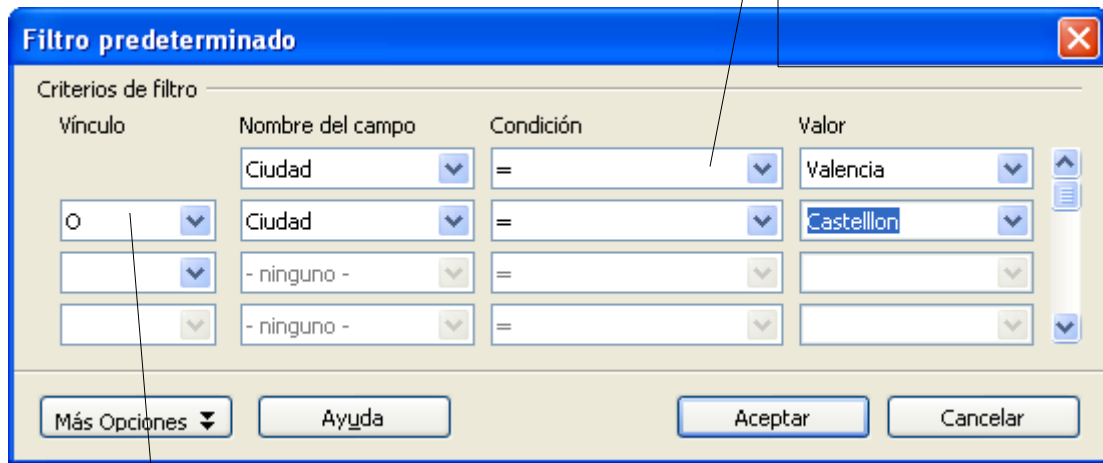 Filtro predeterminado
Criterios de filtro
Vínculo Nombre del campo Condición Valor
Ciudad = Valencia
O Ciudad = Castelllon
- ninguno - =
- ninguno - =
Más Opciones Ayuda Aceptar Cancelar